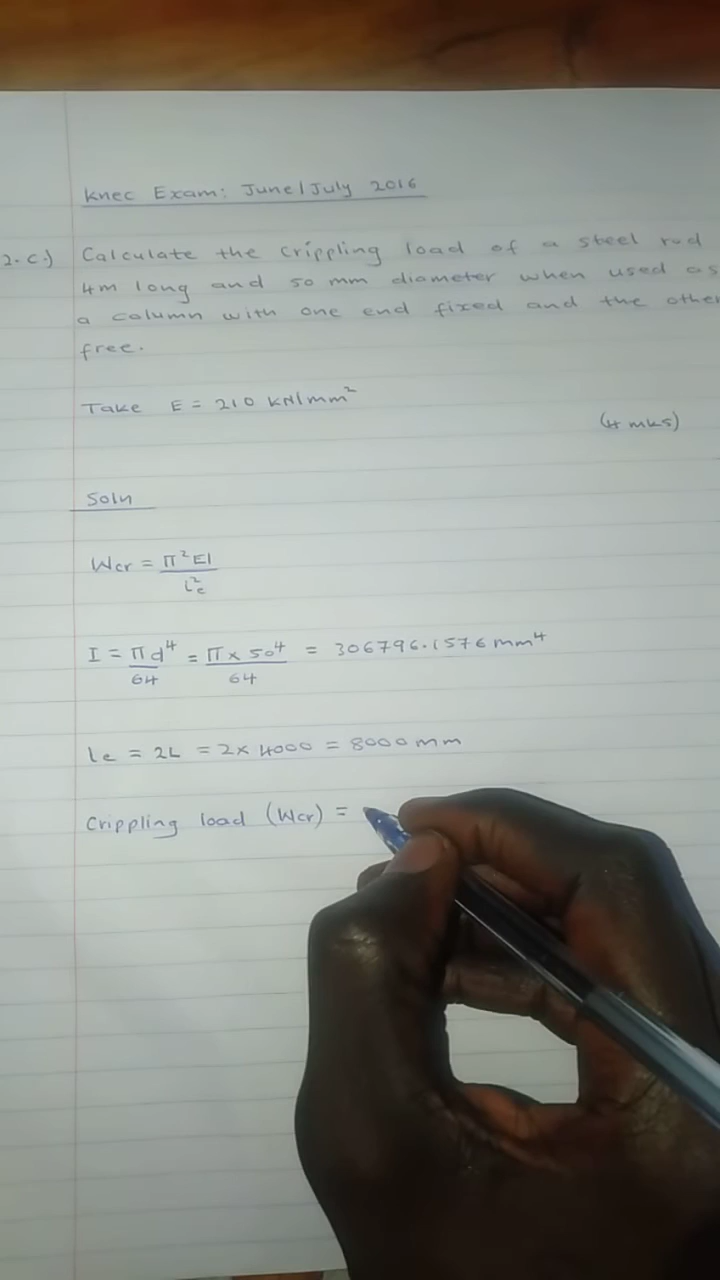 Knec Exam: June/July 2016
2.c.) Calculate the crippling load of a steel rod
4m long and 50 mm diameter when used as
a column with one end fixed and the other
free.
Take E = 210 kN/mm²
(4 mks)
Soln
Wcr = π²EI / le²
I = πd⁴/64 = π x 50⁴/64 = 306796.1576 mm⁴
le = 2L = 2x 4000 = 8000 mm
Crippling load (Wcr) =